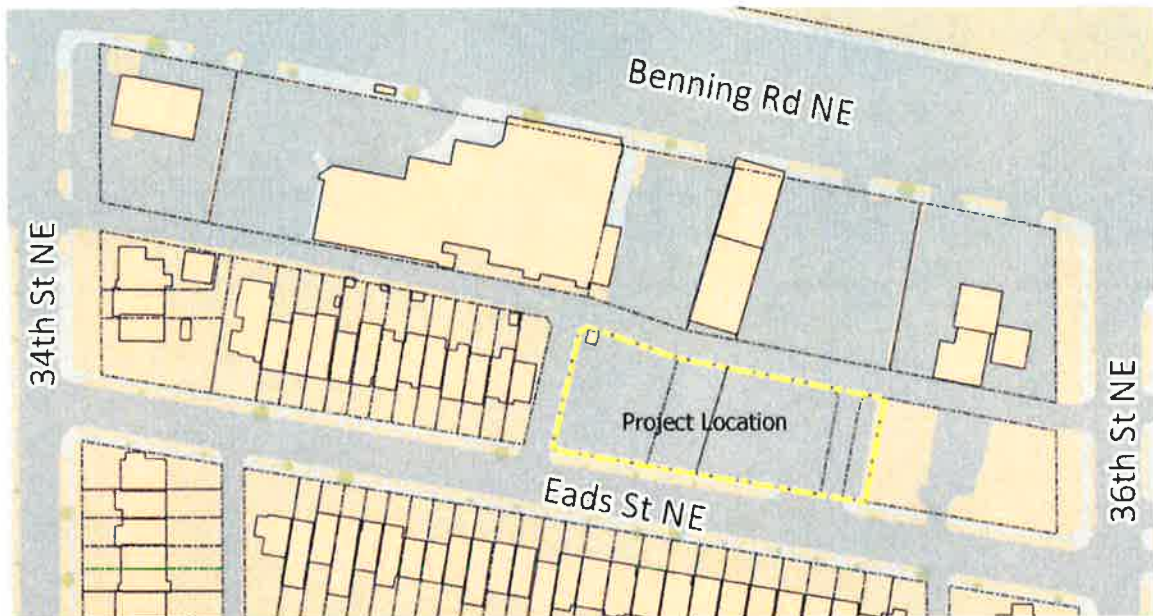 Benning Rd NE
34th St NE
Project Location
Eads St NE
36th St NE